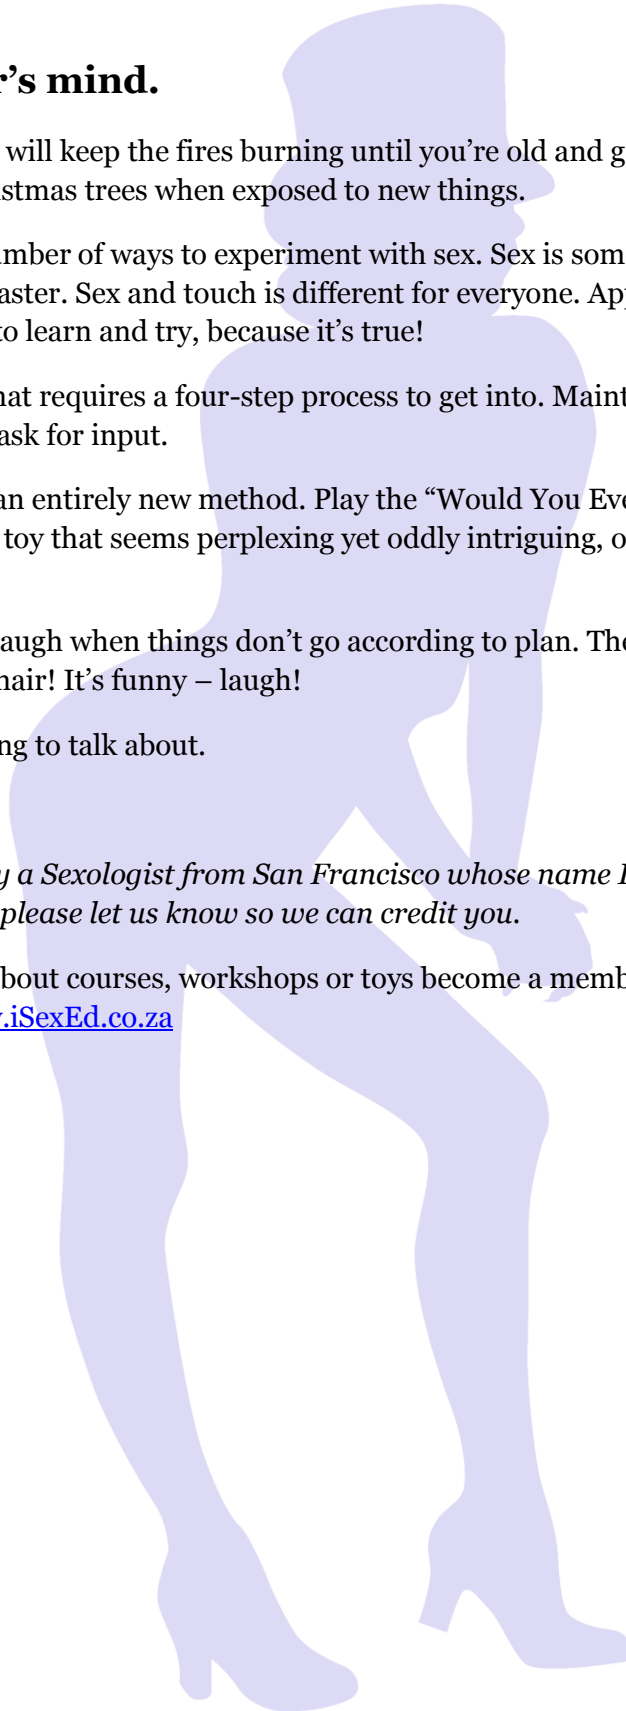 r’s mind.
will keep the fires burning until you’re old and g
istmas trees when exposed to new things.
umber of ways to experiment with sex. Sex is som
aster. Sex and touch is different for everyone. Ap
to learn and try, because it’s true!
hat requires a four-step process to get into. Maint
ask for input.
an entirely new method. Play the “Would You Eve
toy that seems perplexing yet oddly intriguing, o
laugh when things don’t go according to plan. The
hair! It’s funny – laugh!
ng to talk about.
y a Sexologist from San Francisco whose name I
please let us know so we can credit you.
bout courses, workshops or toys become a memb
.iSexEd.co.za